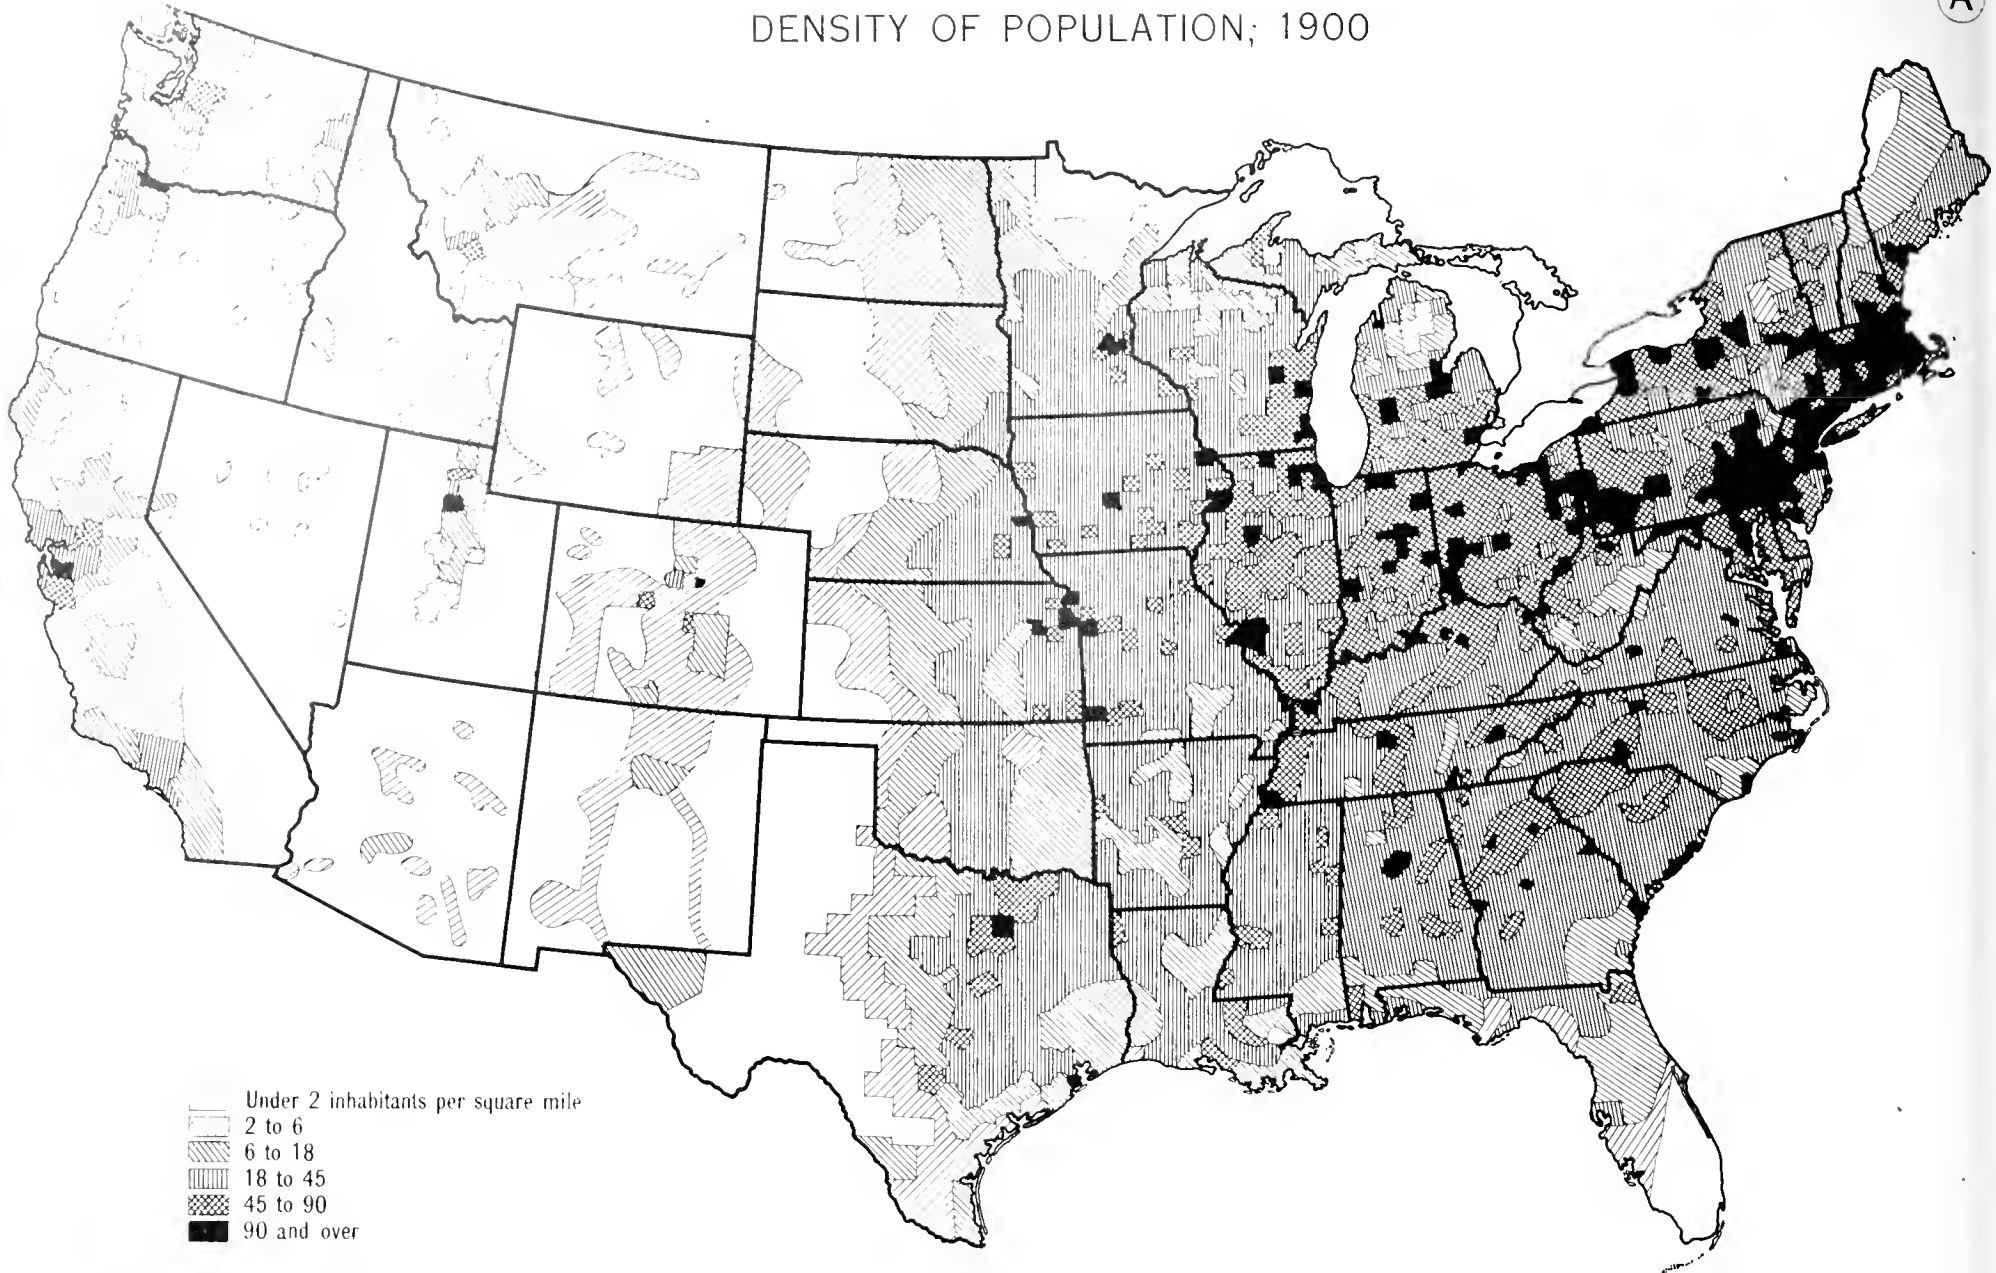 A
DENSITY OF POPULATION; 1900
Under 2 inhabitants per square mile
2 to 6
6 to 18
18 to 45
45 to 90
90 and over